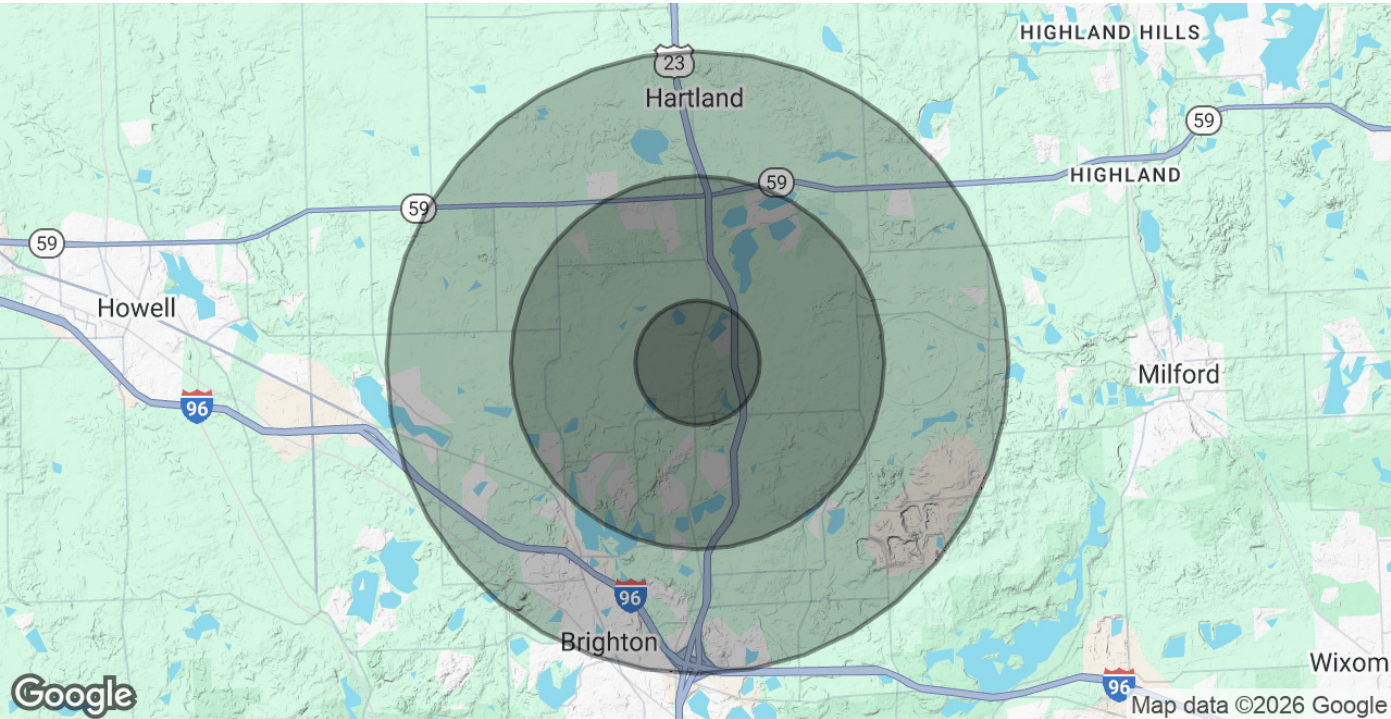 HIGHLAND HILLS
23
Hartland
59
59
HIGHLAND
59
59
Howell
Milford
96
96
Brighton
Wixom
96
Google
Map data ©2026 Google